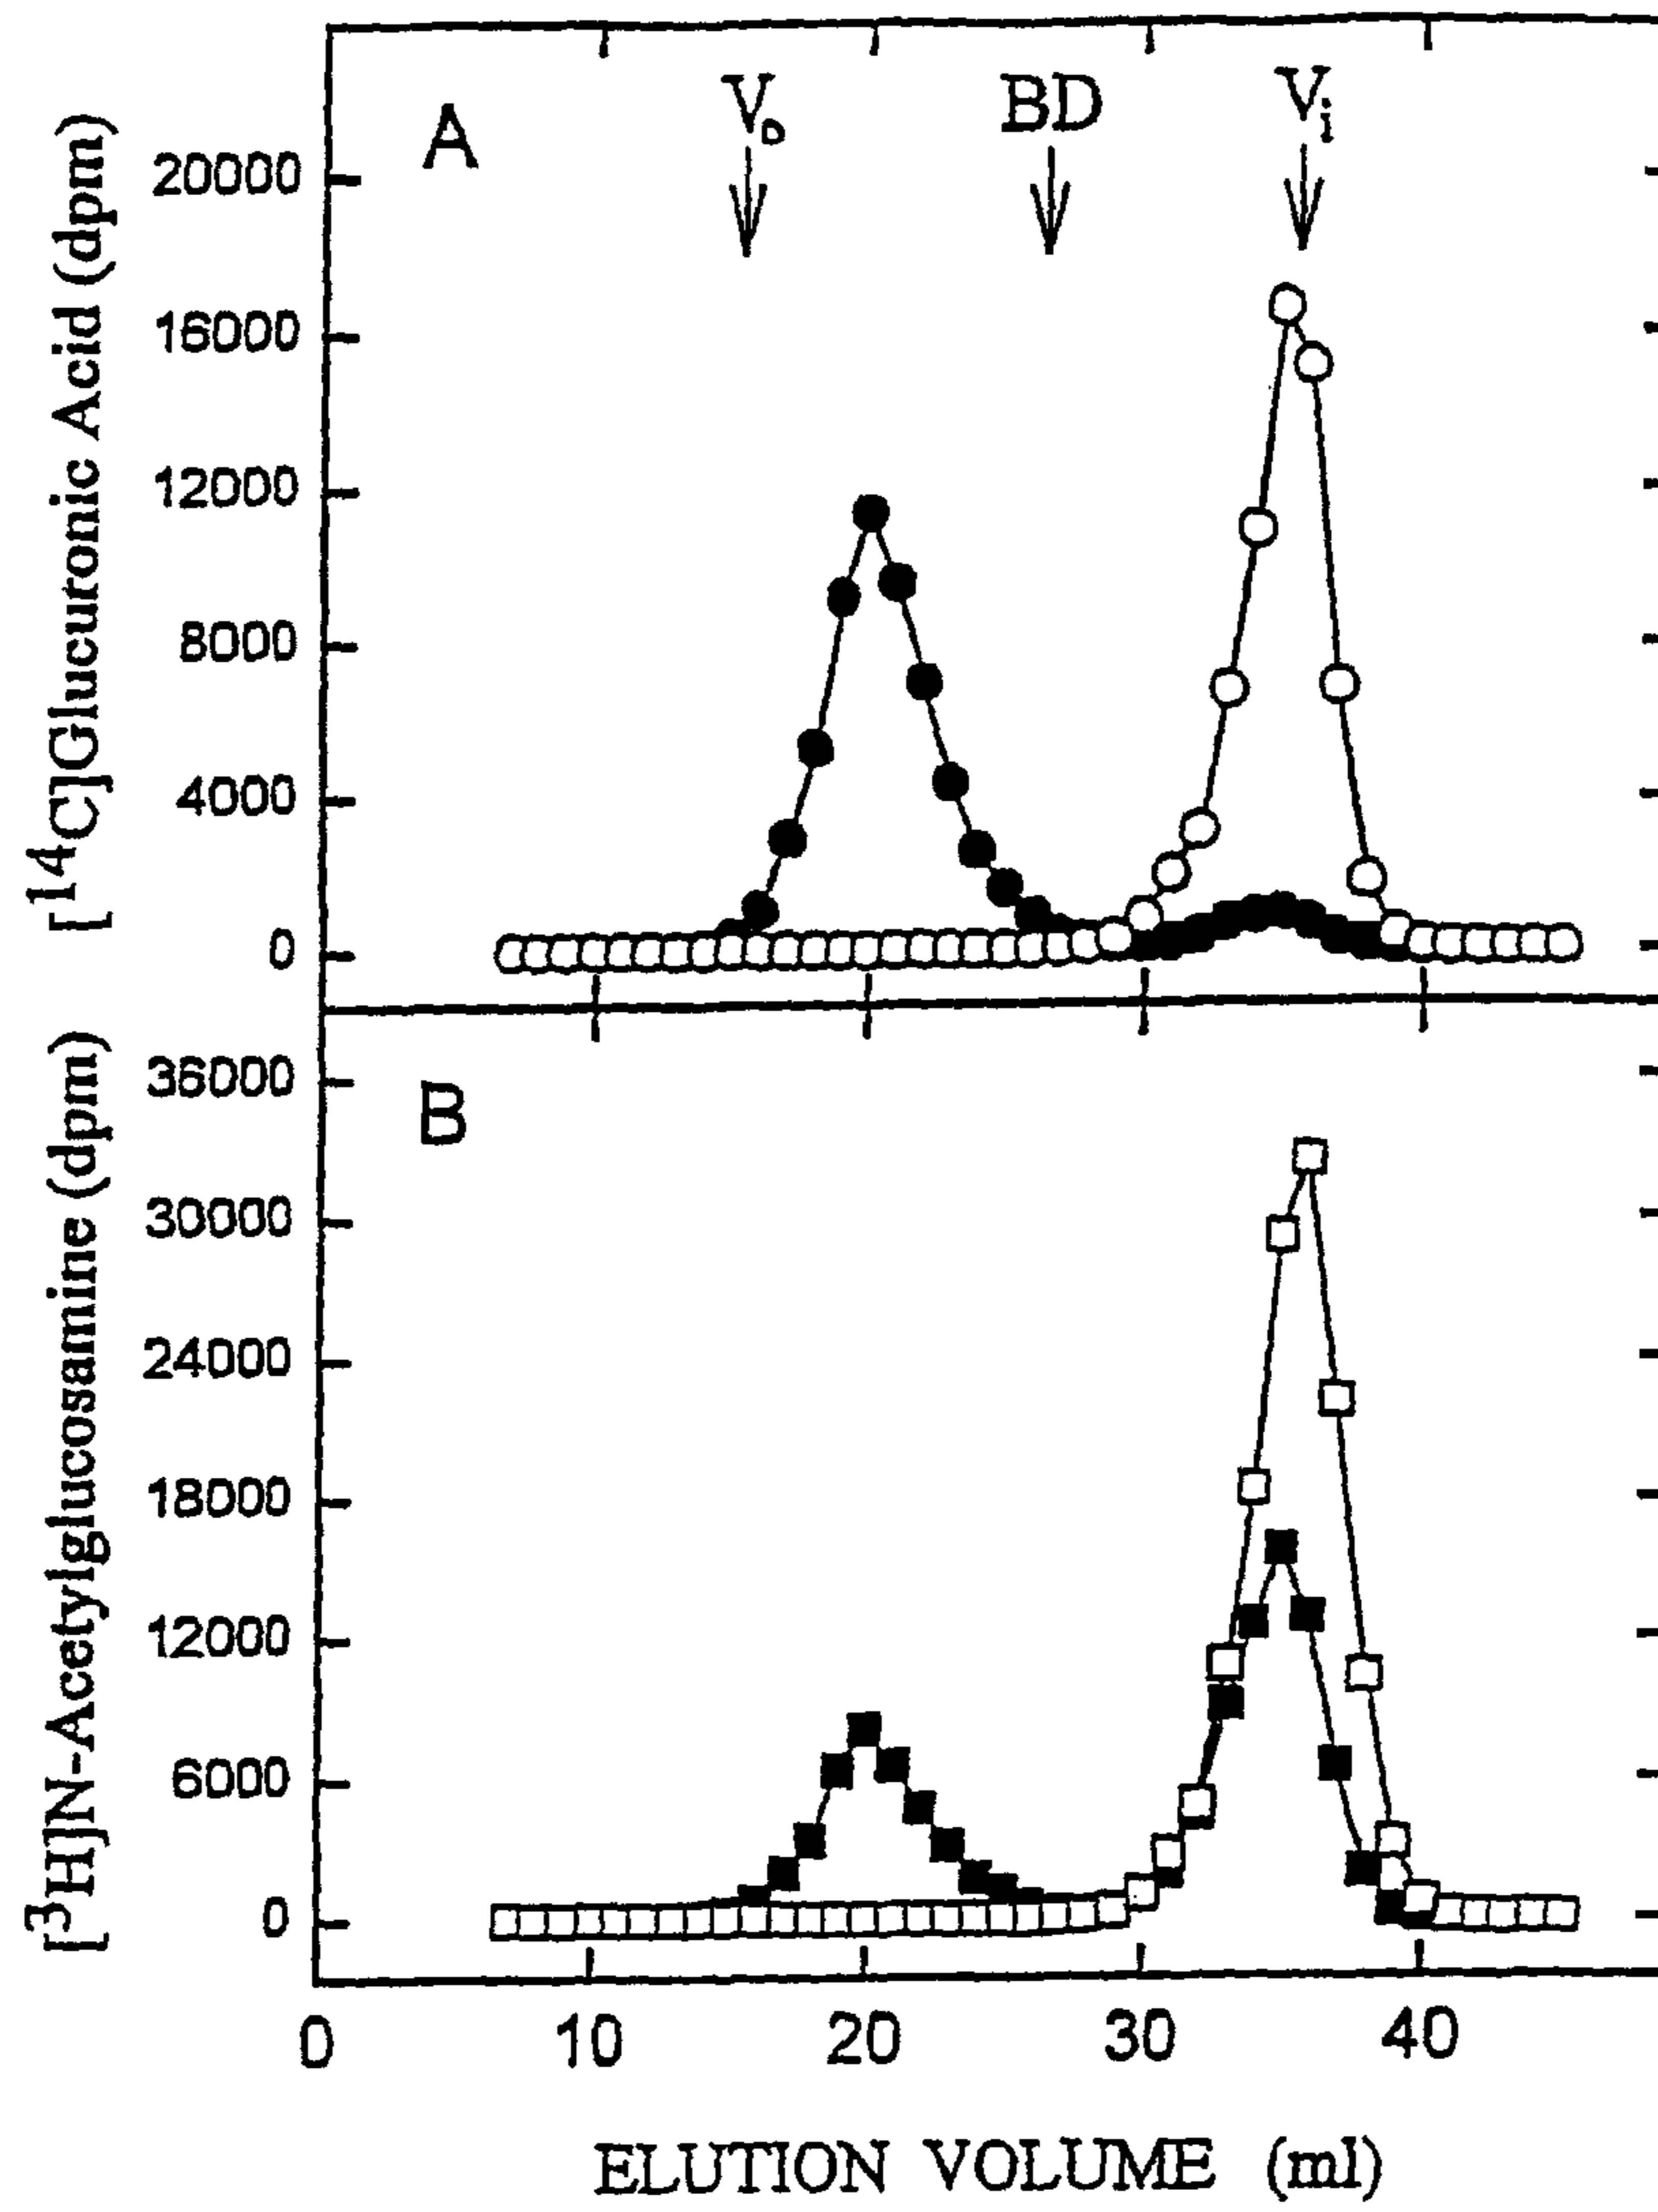 A
V₀ BD Vᵢ
[¹⁴C]Glucuronic Acid (dpm)
20000
16000
12000
8000
4000
0
B
[³H]N-Acetylglucosamine (dpm)
36000
30000
24000
18000
12000
6000
0
0 10 20 30 40
ELUTION VOLUME (ml)